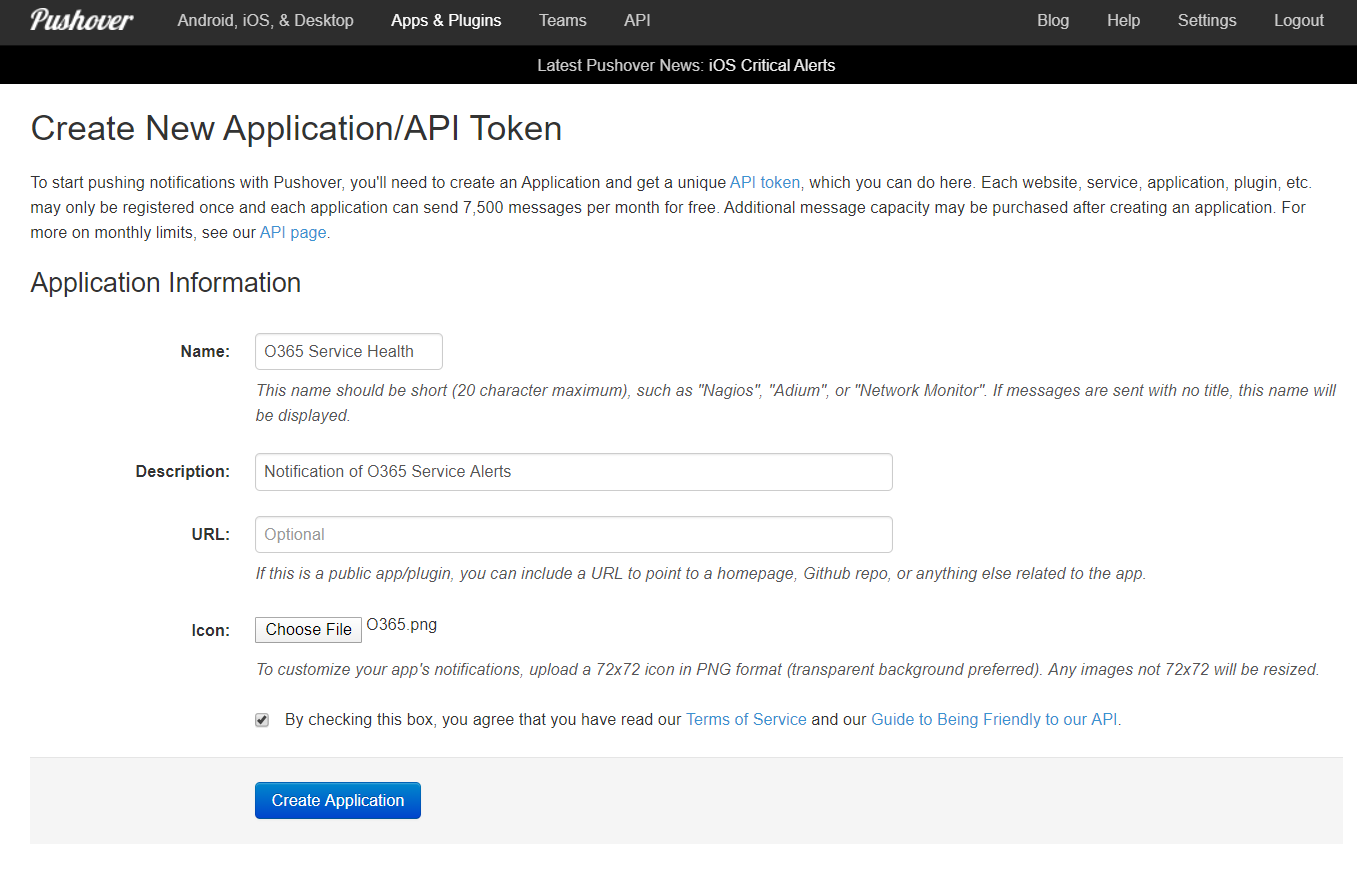 Pushover Android, iOS, & Desktop Apps & Plugins Teams API Blog Help Settings Logout
Latest Pushover News: iOS Critical Alerts
Create New Application/API Token
To start pushing notifications with Pushover, you'll need to create an Application and get a unique API token, which you can do here. Each website, service, application, plugin, etc.
may only be registered once and each application can send 7,500 messages per month for free. Additional message capacity may be purchased after creating an application. For
more on monthly limits, see our API page.
Application Information
Name: O365 Service Health
This name should be short (20 character maximum), such as "Nagios", "Adium", or "Network Monitor". If messages are sent with no title, this name will
be displayed.
Description: Notification of O365 Service Alerts
URL: Optional
If this is a public app/plugin, you can include a URL to point to a homepage, Github repo, or anything else related to the app.
Icon: Choose File O365.png
To customize your app's notifications, upload a 72x72 icon in PNG format (transparent background preferred). Any images not 72x72 will be resized.
By checking this box, you agree that you have read our Terms of Service and our Guide to Being Friendly to our API.
Create Application